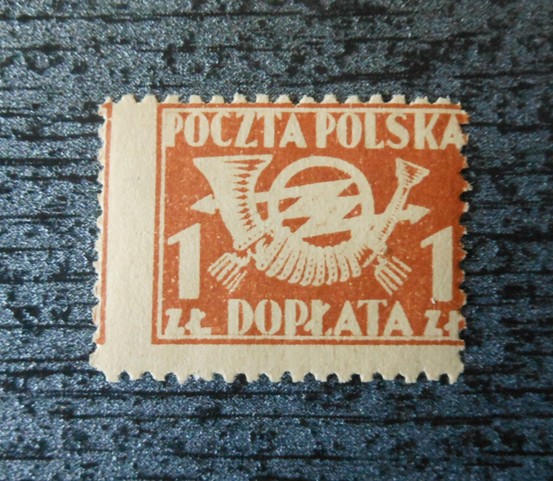 POCZTA POLSKA
1 1
ZŁ DOPŁATA ZŁ